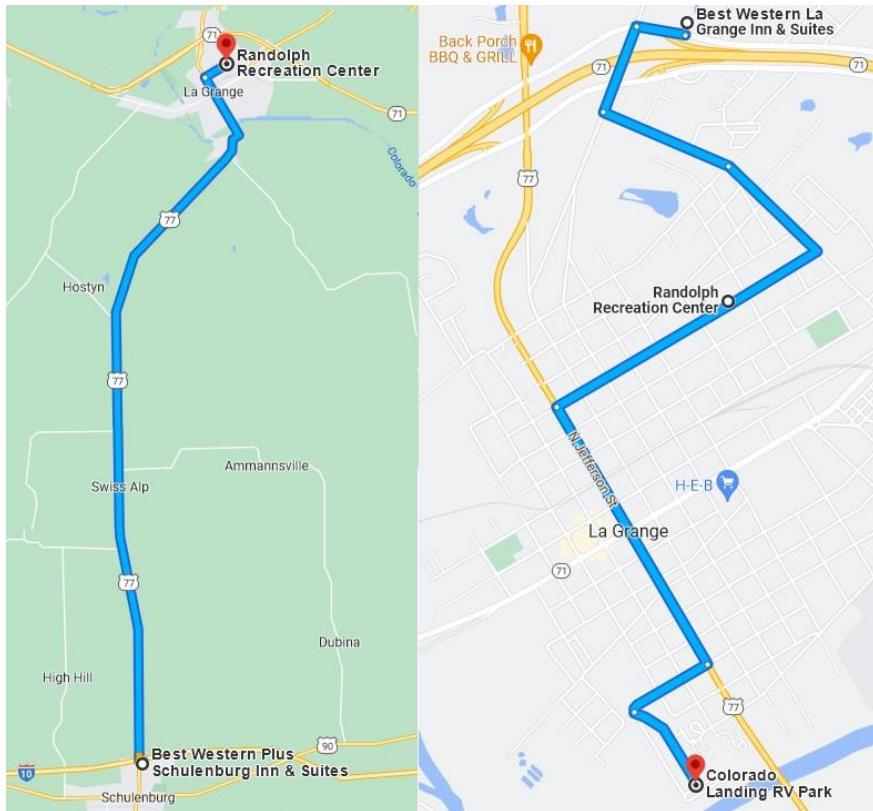 71
Randolph
Recreation Center
La Grange
71
Colorado
77
Hostyn
77
Ammannsville
Swiss Alp
77
Dubina
High Hill
90
Best Western Plus
Schulenburg Inn & Suites
10
Schulenburg
Best Western La
Grange Inn & Suites
Back Porch
BBQ & GRILL
71
71
77
Randolph
Recreation Center
N Jefferson St
H-E-B
La Grange
71
77
Colorado
Landing RV Park